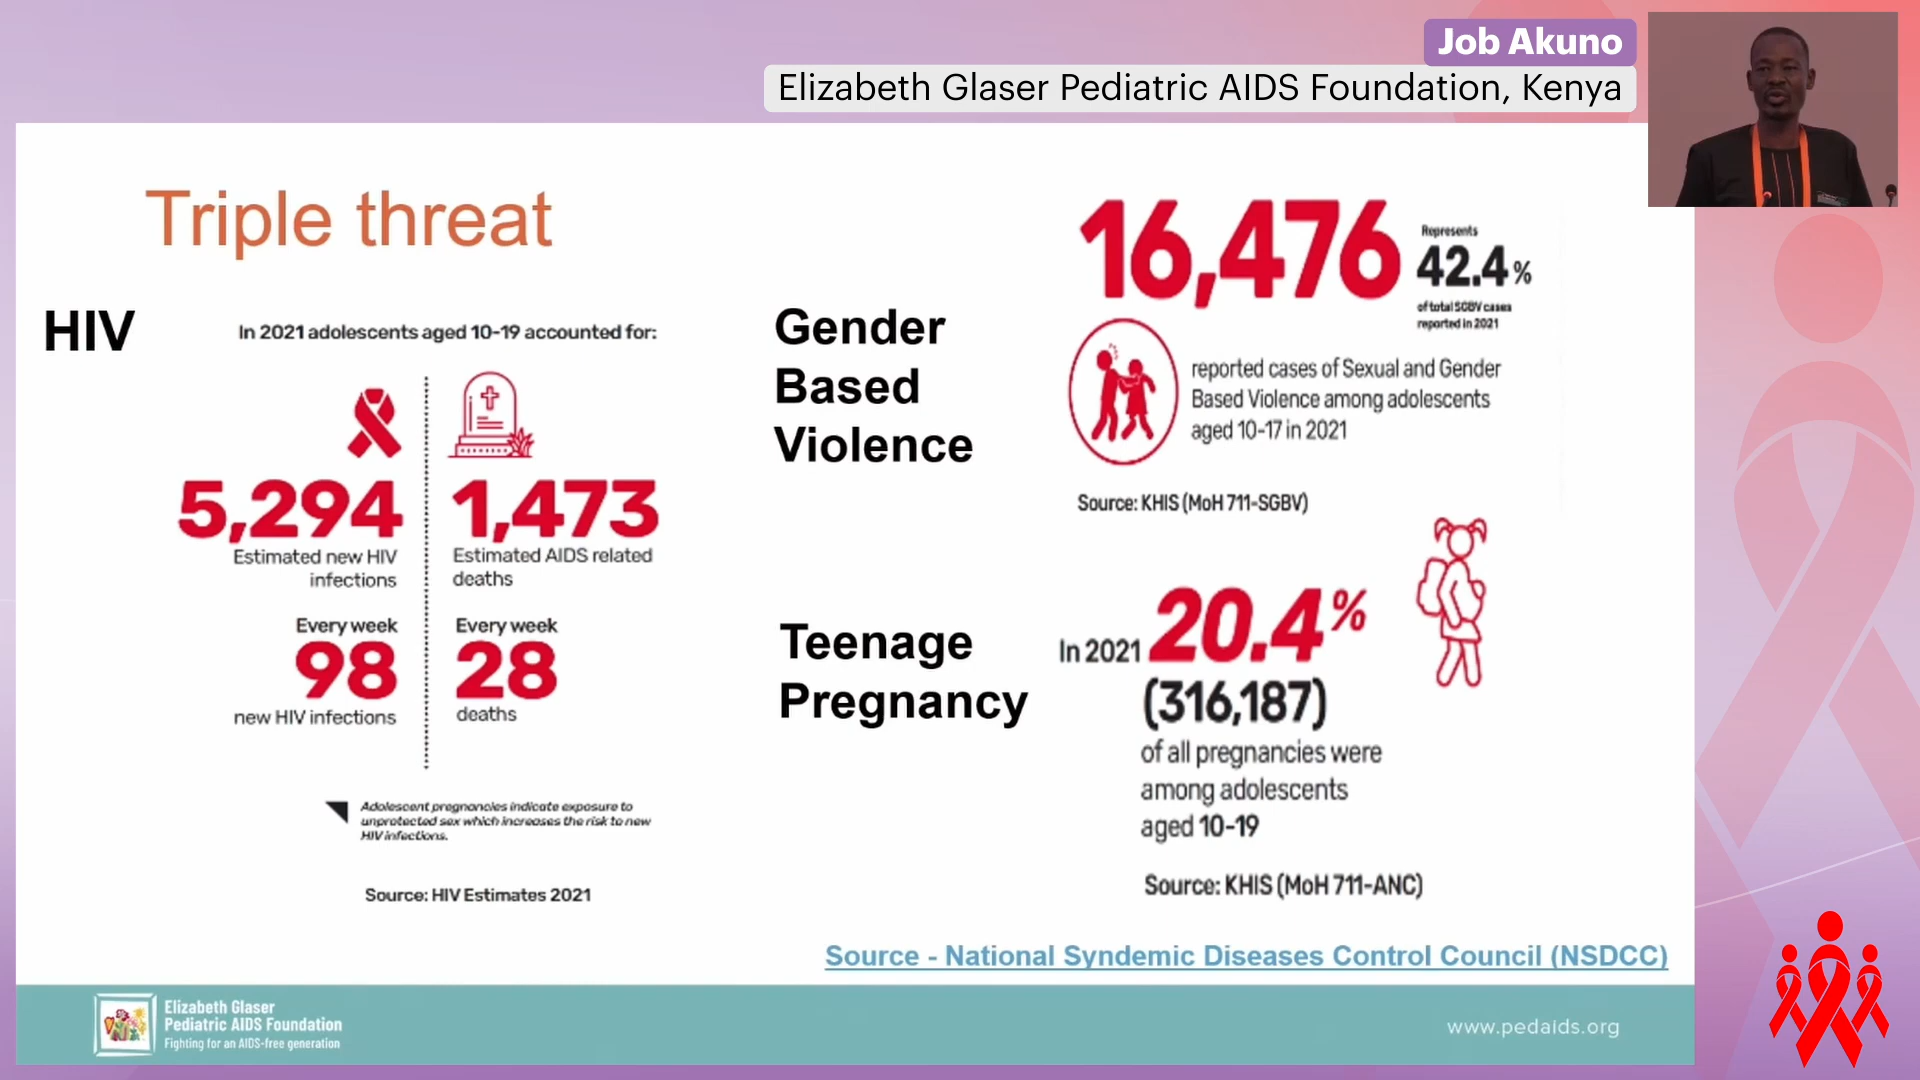 Job Akuno
Elizabeth Glaser Pediatric AIDS Foundation, Kenya
Triple threat
HIV
In 2021 adolescents aged 10-19 accounted for:
5,294
Estimated new HIV
infections
Every week
98
new HIV infections
1,473
Estimated AIDS related
deaths
Every week
28
deaths
Adolescent pregnancies indicate exposure to
unprotected sex which increases the risk to new
HIV infections.
Source: HIV Estimates 2021
Gender
Based
Violence
16,476
Represents
42.4%
of total SGBV cases
reported in 2021
reported cases of Sexual and Gender
Based Violence among adolescents
aged 10-17 in 2021
Source: KHIS (MoH 711-SGBV)
Teenage
Pregnancy
In 2021 20.4%
(316,187)
of all pregnancies were
among adolescents
aged 10-19
Source: KHIS (MoH 711-ANC)
Source - National Syndemic Diseases Control Council (NSDCC)
Elizabeth Glaser
Pediatric AIDS Foundation
Fighting for an AIDS-free generation
www.pedaids.org